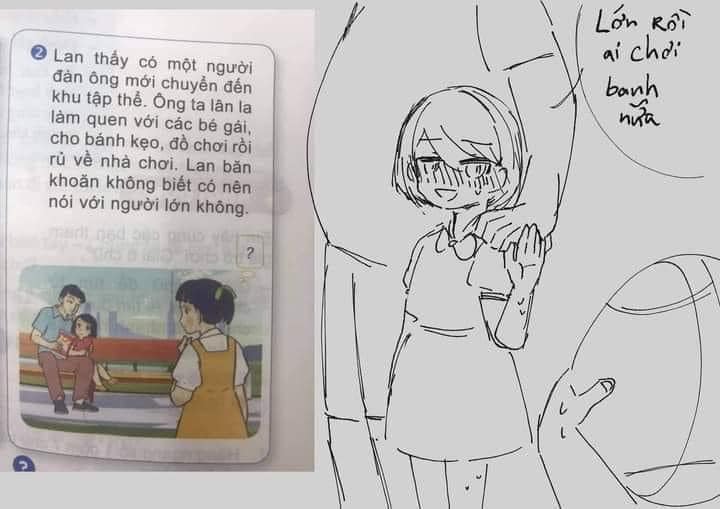 2 Lan thấy có một người
đàn ông mới chuyển đến
khu tập thể. Ông ta lân la
làm quen với các bé gái,
cho bánh kẹo, đồ chơi rồi
rủ về nhà chơi. Lan băn
khoăn không biết có nên
nói với người lớn không.
?
?
Lớn rồi
ai chơi
banh
nữa